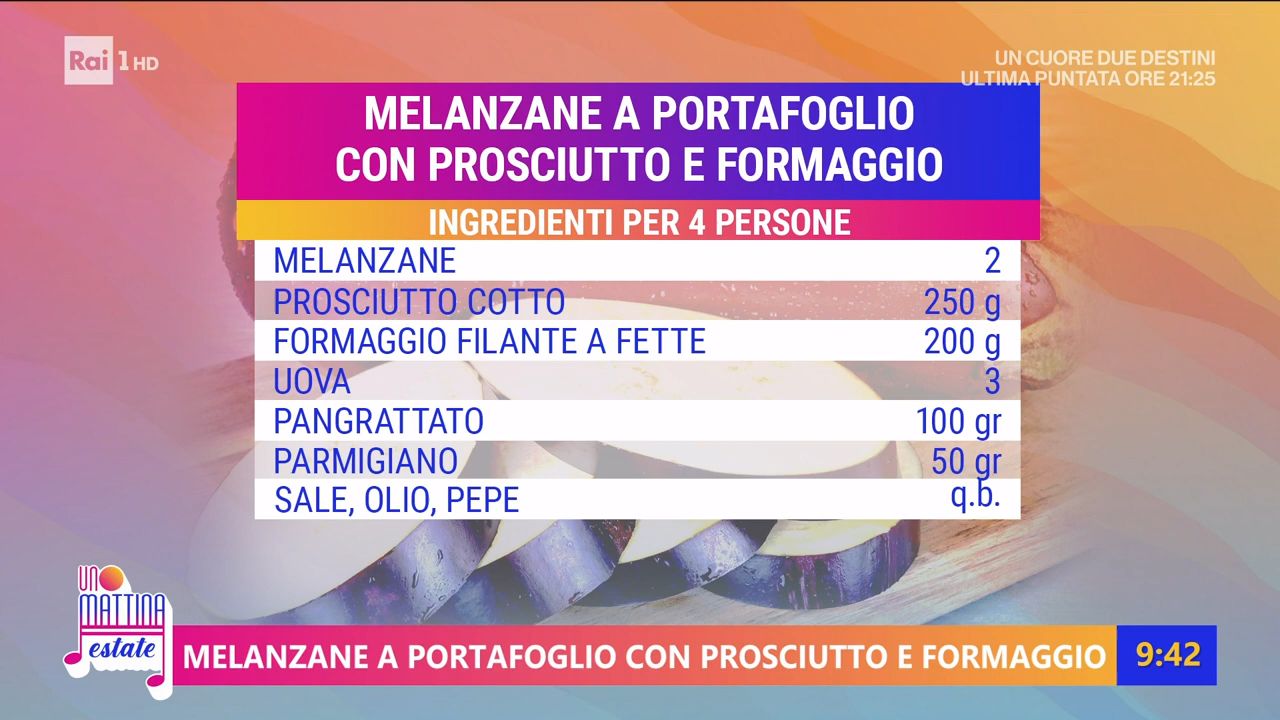 Rai 1 HD
UN CUORE DUE DESTINI
ULTIMA PUNTATA ORE 21:25
MELANZANE A PORTAFOGLIO
CON PROSCIUTTO E FORMAGGIO
INGREDIENTI PER 4 PERSONE
MELANZANE 2
PROSCIUTTO COTTO 250 g
FORMAGGIO FILANTE A FETTE 200 g
UOVA 3
PANGRATTATO 100 gr
PARMIGIANO 50 gr
SALE, OLIO, PEPE q.b.
UNO
MATTINA
estate
MELANZANE A PORTAFOGLIO CON PROSCIUTTO E FORMAGGIO 9:42